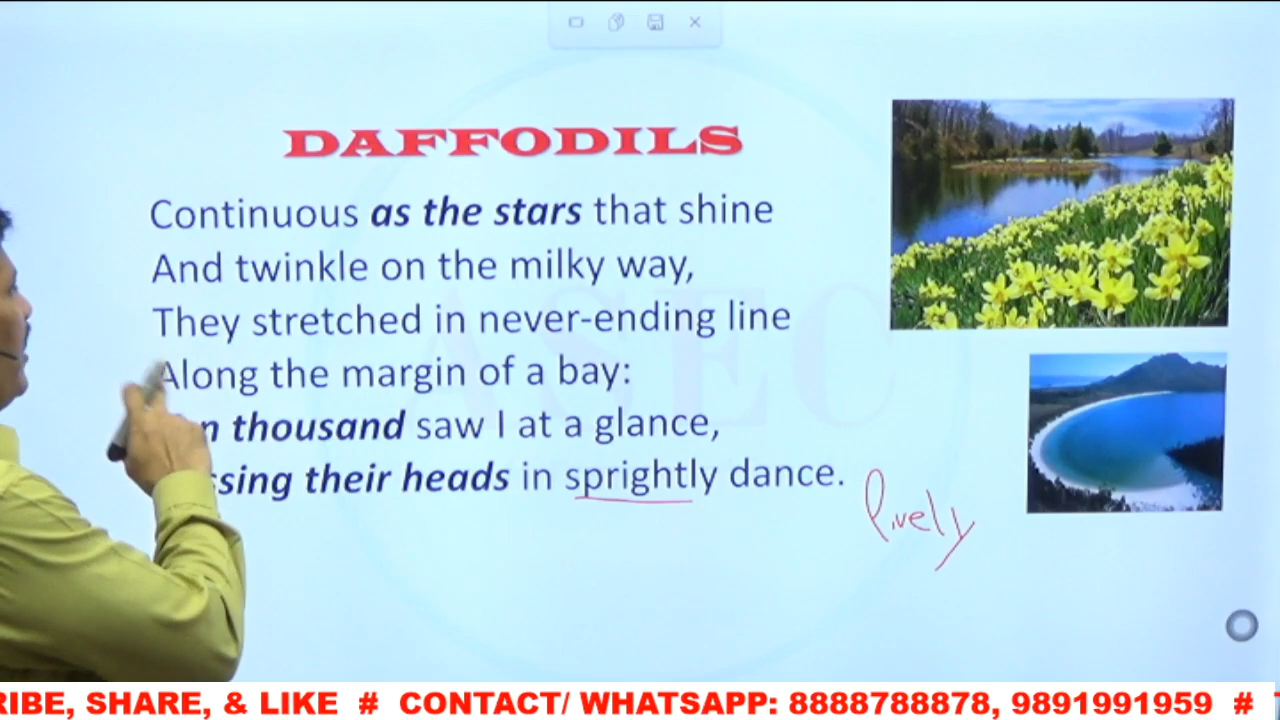 DAFFODILS
Continuous as the stars that shine
And twinkle on the milky way,
They stretched in never-ending line
Along the margin of a bay:
n thousand saw I at a glance,
ssing their heads in sprightly dance.
lively
ASEC
RIBE, SHARE, & LIKE # CONTACT/ WHATSAPP: 8888788878, 9891991959 #